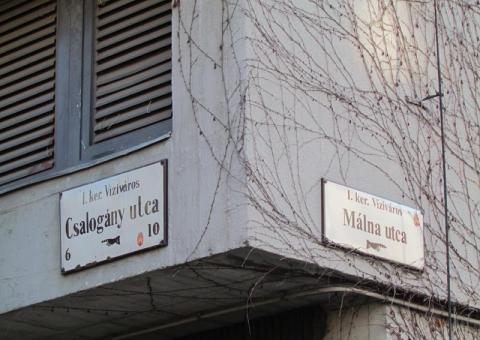 I. ker. Víziváros
Csalogány utca
6 10
I. ker. Víziváros
Málna utca